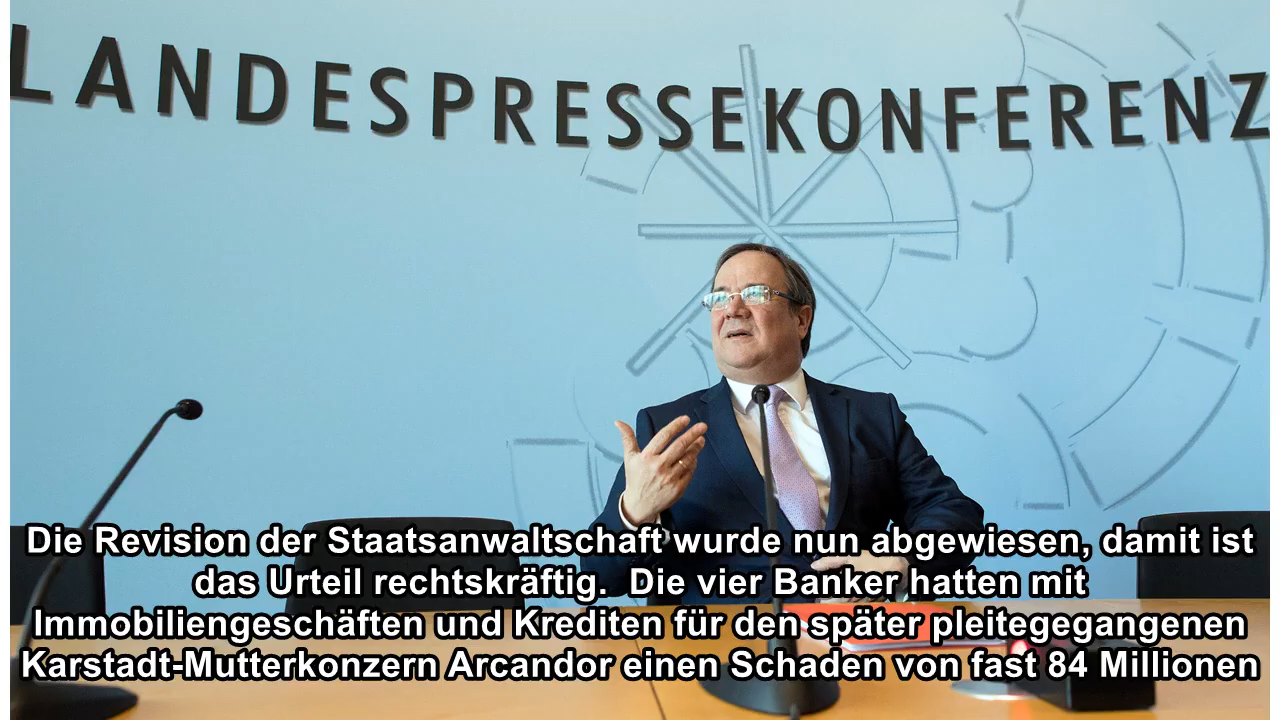 LANDESPRESSEKONFERENZ
Die Revision der Staatsanwaltschaft wurde nun abgewiesen, damit ist
das Urteil rechtskräftig.  Die vier Banker hatten mit
Immobiliengeschäften und Krediten für den später pleitegegangenen
Karstadt-Mutterkonzern Arcandor einen Schaden von fast 84 Millionen